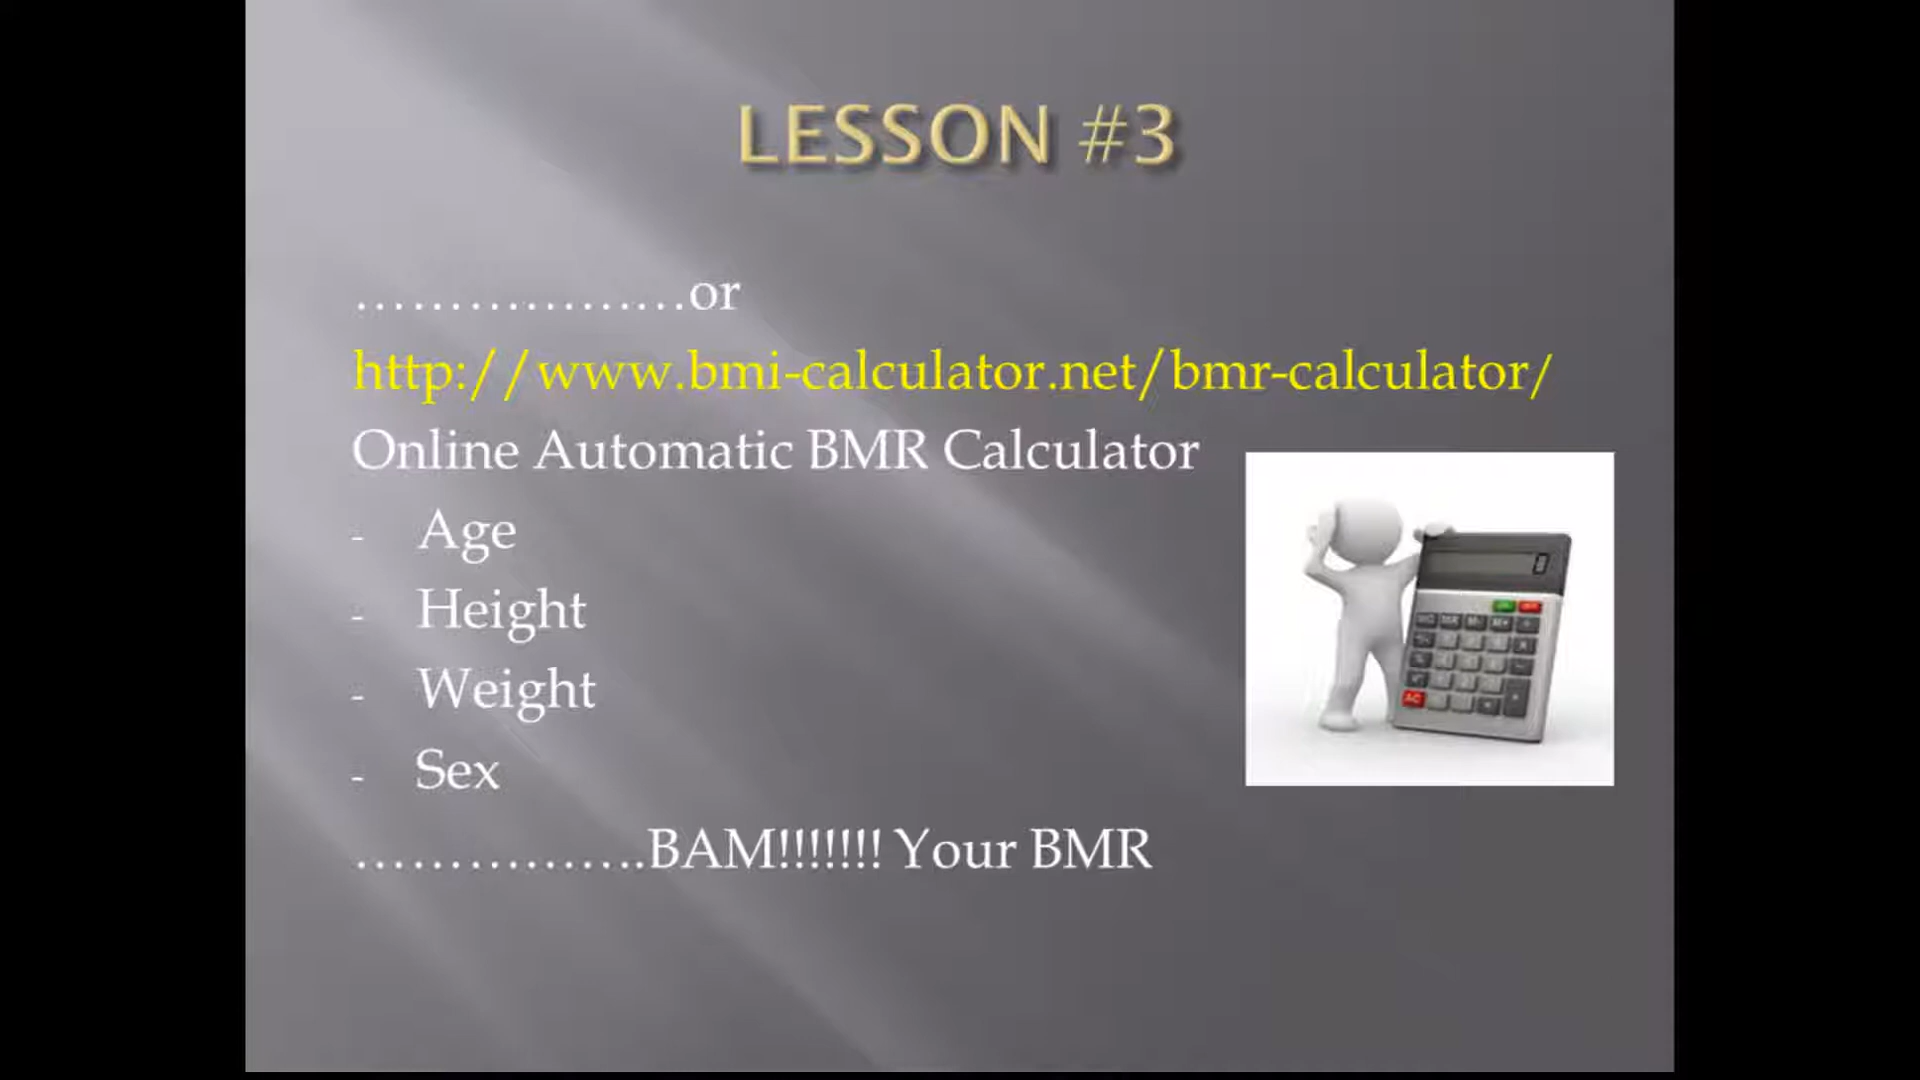 LESSON #3
………………or
http://www.bmi-calculator.net/bmr-calculator/
Online Automatic BMR Calculator
- Age
- Height
- Weight
- Sex
…………….BAM!!!!!!! Your BMR
AC